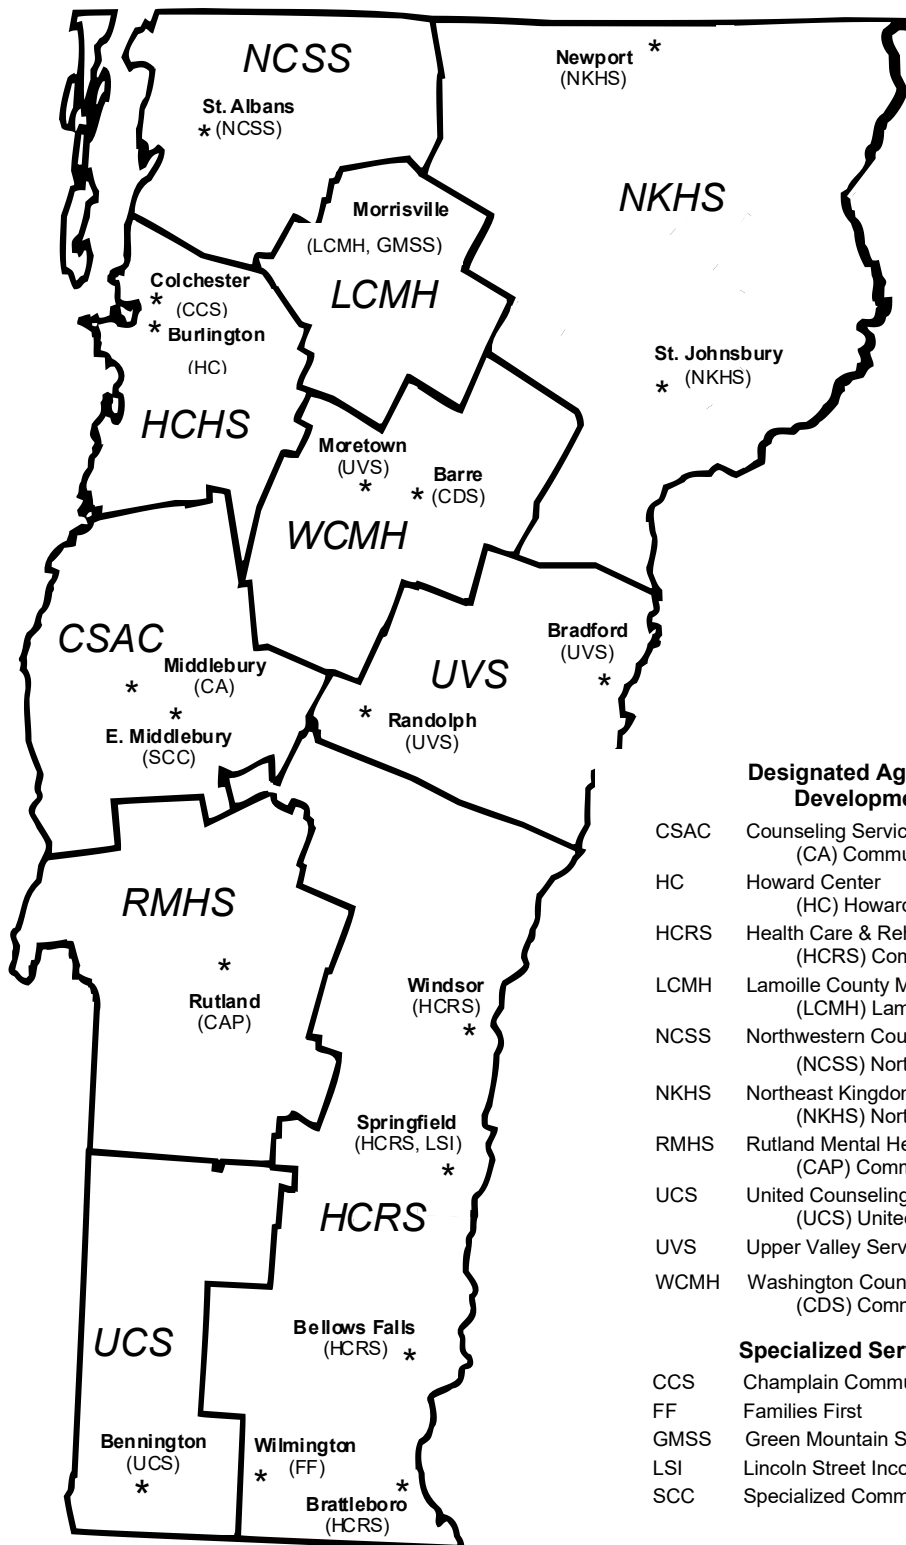 NCSS
Newport
(NKHS)
St. Albans
* (NCSS)
*
NKHS
Morrisville
(LCMH, GMSS)
LCMH
Colchester
* (CCS)
* Burlington
(HC)
HCHS
St. Johnsbury
* (NKHS)
Moretown
(UVS)
*
Barre
* (CDS)
WCMH
CSAC
Middlebury
* (CA)
*
E. Middlebury
(SCC)
Bradford
(UVS)
*
UVS
* Randolph
(UVS)
RMHS
*
Rutland
(CAP)
Windsor
(HCRS)
*
Springfield
(HCRS, LSI)
*
HCRS
Bellows Falls
(HCRS) *
UCS
Bennington
(UCS)
*
Wilmington
* (FF)
*
Brattleboro
(HCRS)
Designated Ag
Developme
CSAC Counseling Servic
(CA) Commu
HC Howard Center
(HC) Howard
HCRS Health Care & Reh
(HCRS) Com
LCMH Lamoille County M
(LCMH) Lam
NCSS Northwestern Cou
(NCSS) Nort
NKHS Northeast Kingdom
(NKHS) Nort
RMHS Rutland Mental He
(CAP) Comm
UCS United Counseling
(UCS) United
UVS Upper Valley Serv
WCMH Washington Coun
(CDS) Comm
Specialized Ser
CCS Champlain Commu
FF Families First
GMSS Green Mountain S
LSI Lincoln Street Inco
SCC Specialized Comm